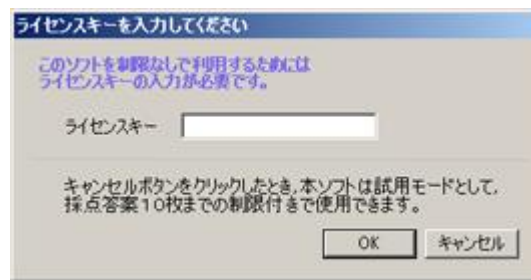 ライセンスキーを入力してください
このソフトを制限なしで利用するためには
ライセンスキーの入力が必要です。
ライセンスキー
キャンセルボタンをクリックしたとき,本ソフトは試用モードとして,
採点答案１０枚までの制限付きで使用できます。
OK キャンセル